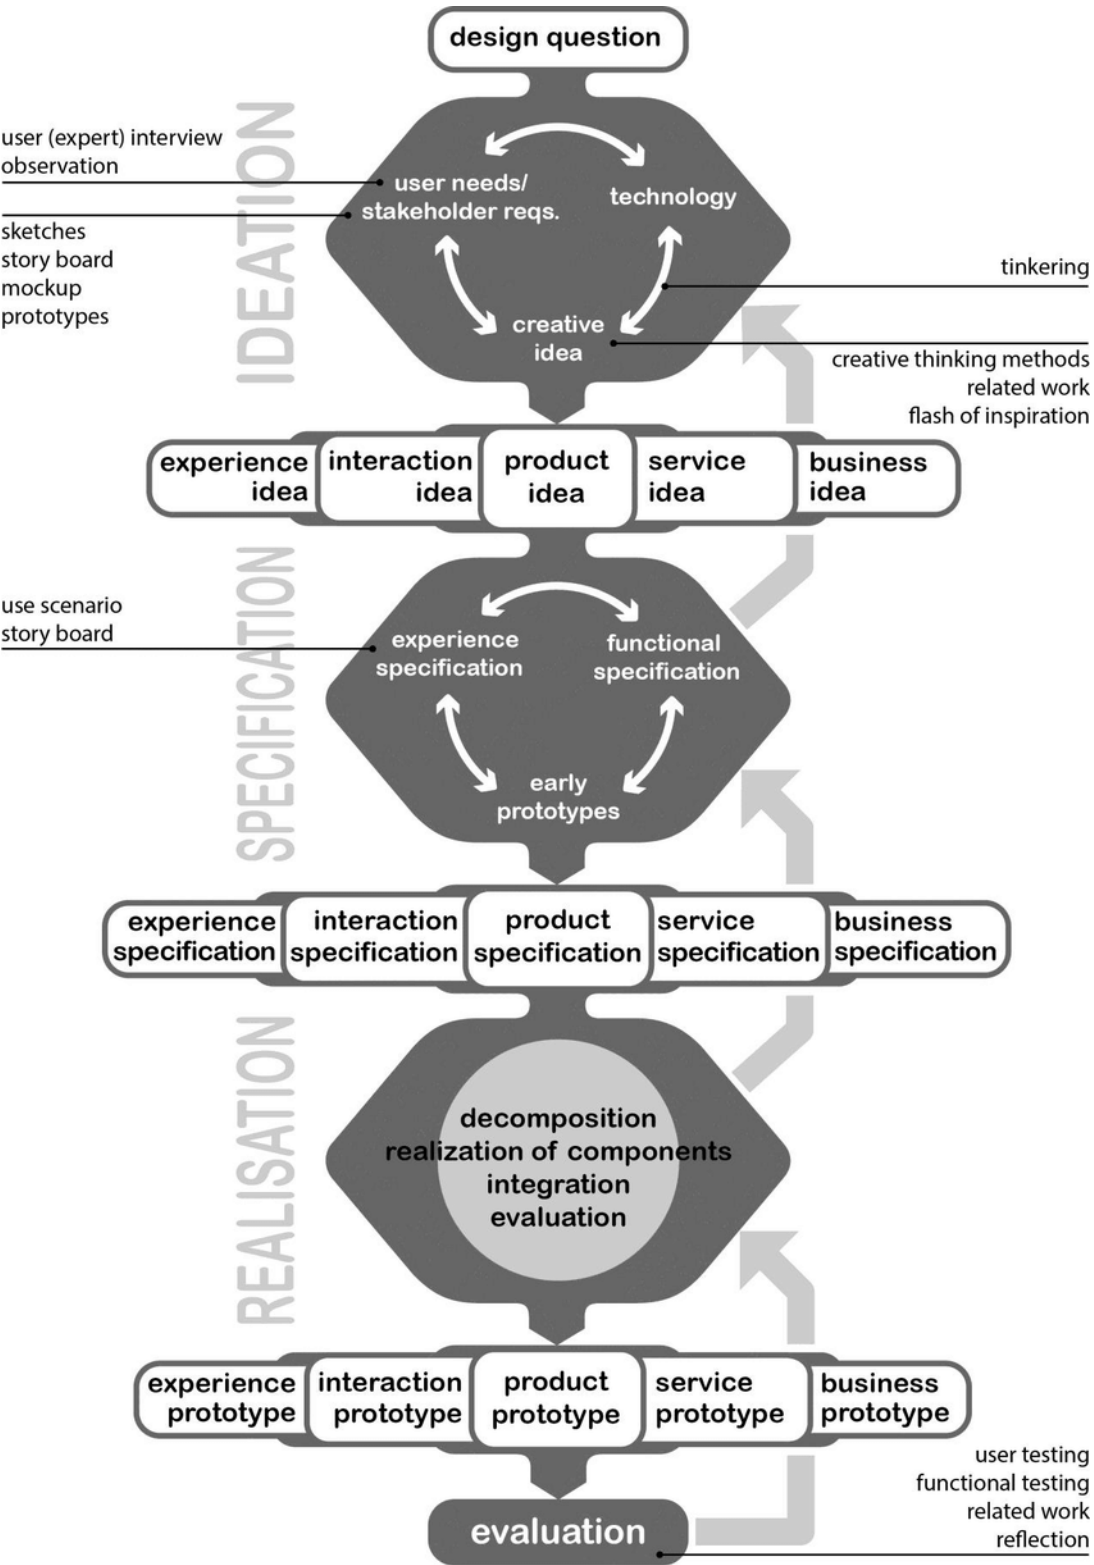 design question
IDEATION
user (expert) interview
observation
user needs/
stakeholder reqs.
technology
sketches
story board
mockup
prototypes
tinkering
creative
idea
creative thinking methods
related work
flash of inspiration
experience
idea
interaction
idea
product
idea
service
idea
business
idea
SPECIFICATION
use scenario
story board
experience
specification
functional
specification
early
prototypes
experience
specification
interaction
specification
product
specification
service
specification
business
specification
REALISATION
decomposition
realization of components
integration
evaluation
experience
prototype
interaction
prototype
product
prototype
service
prototype
business
prototype
evaluation
user testing
functional testing
related work
reflection